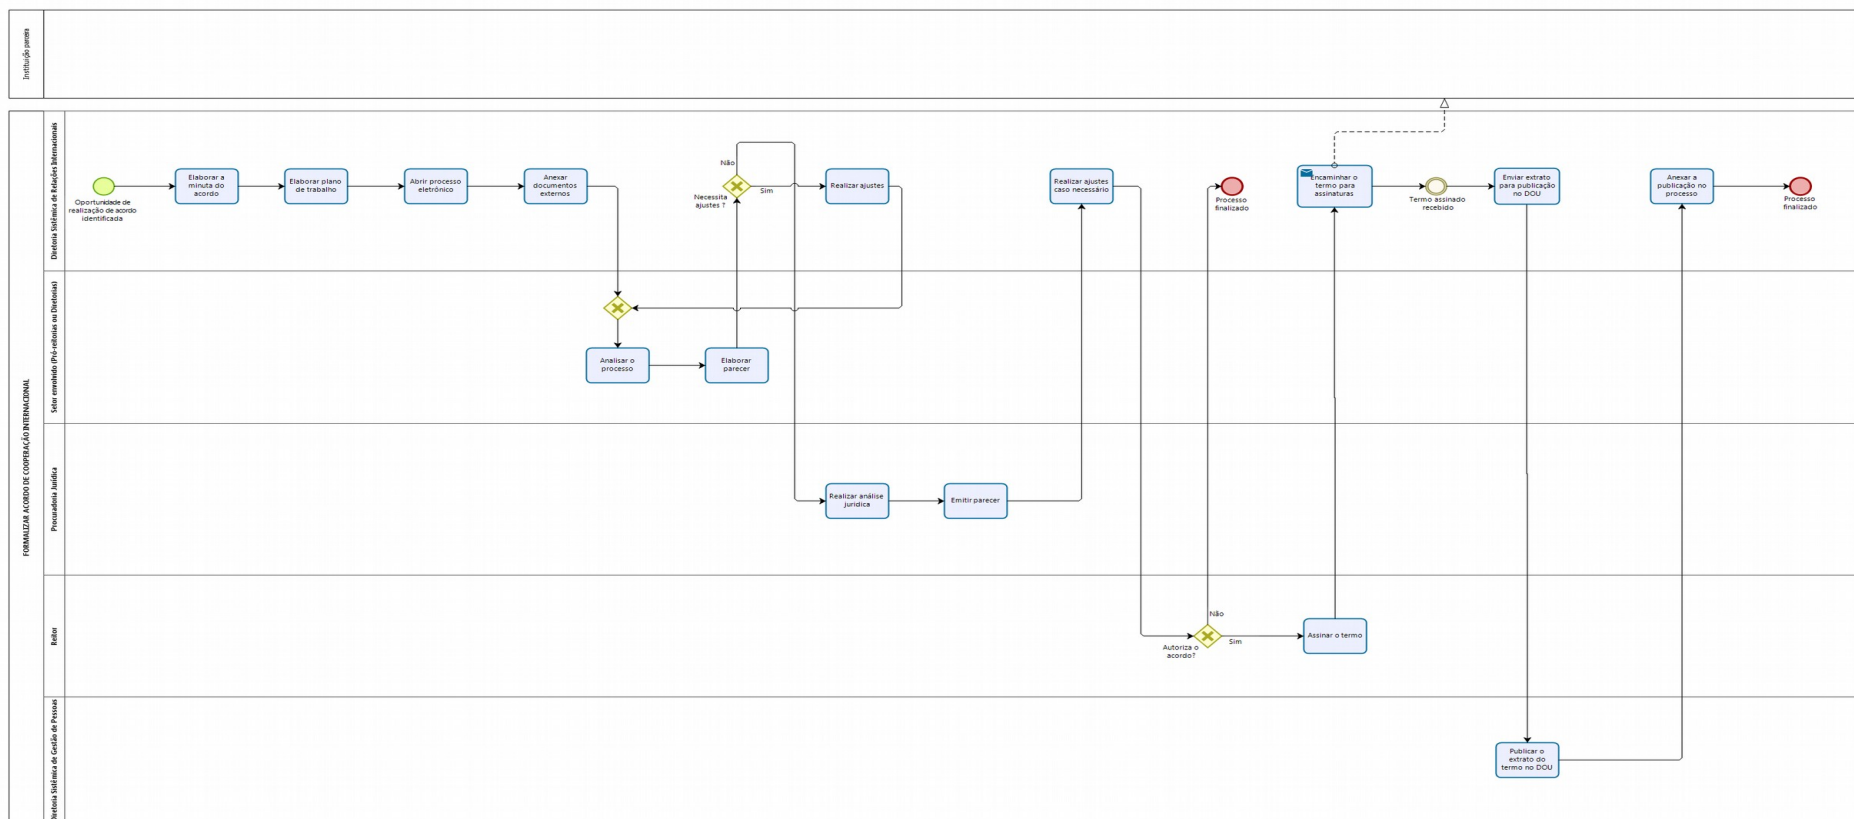 Instituição parceira
FORMALIZAR ACORDO DE COOPERAÇÃO INTERNACIONAL
Diretoria Sistêmica de Relações Internacionais
Oportunidade de
realização de acordo
identificada
Elaborar a
minuta do
acordo
Elaborar plano
de trabalho
Abrir processo
eletrônico
Anexar
documentos
externos
Não
Necessita
ajustes ?
Sim
Realizar ajustes
Realizar ajustes
caso necessário
Processo
finalizado
Encaminhar o
termo para
assinaturas
Termo assinado
recebido
Enviar extrato
para publicação
no DOU
Anexar a
publicação no
processo
Processo
finalizado
Setor envolvido (Pró-reitorias ou Diretorias)
Analisar o
processo
Elaborar
parecer
Procuradoria Jurídica
Realizar análise
jurídica
Emitir parecer
Reitor
Autoriza o
acordo?
Não
Sim
Assinar o termo
Diretoria Sistêmica de Gestão de Pessoas
Publicar o
extrato do
termo no DOU